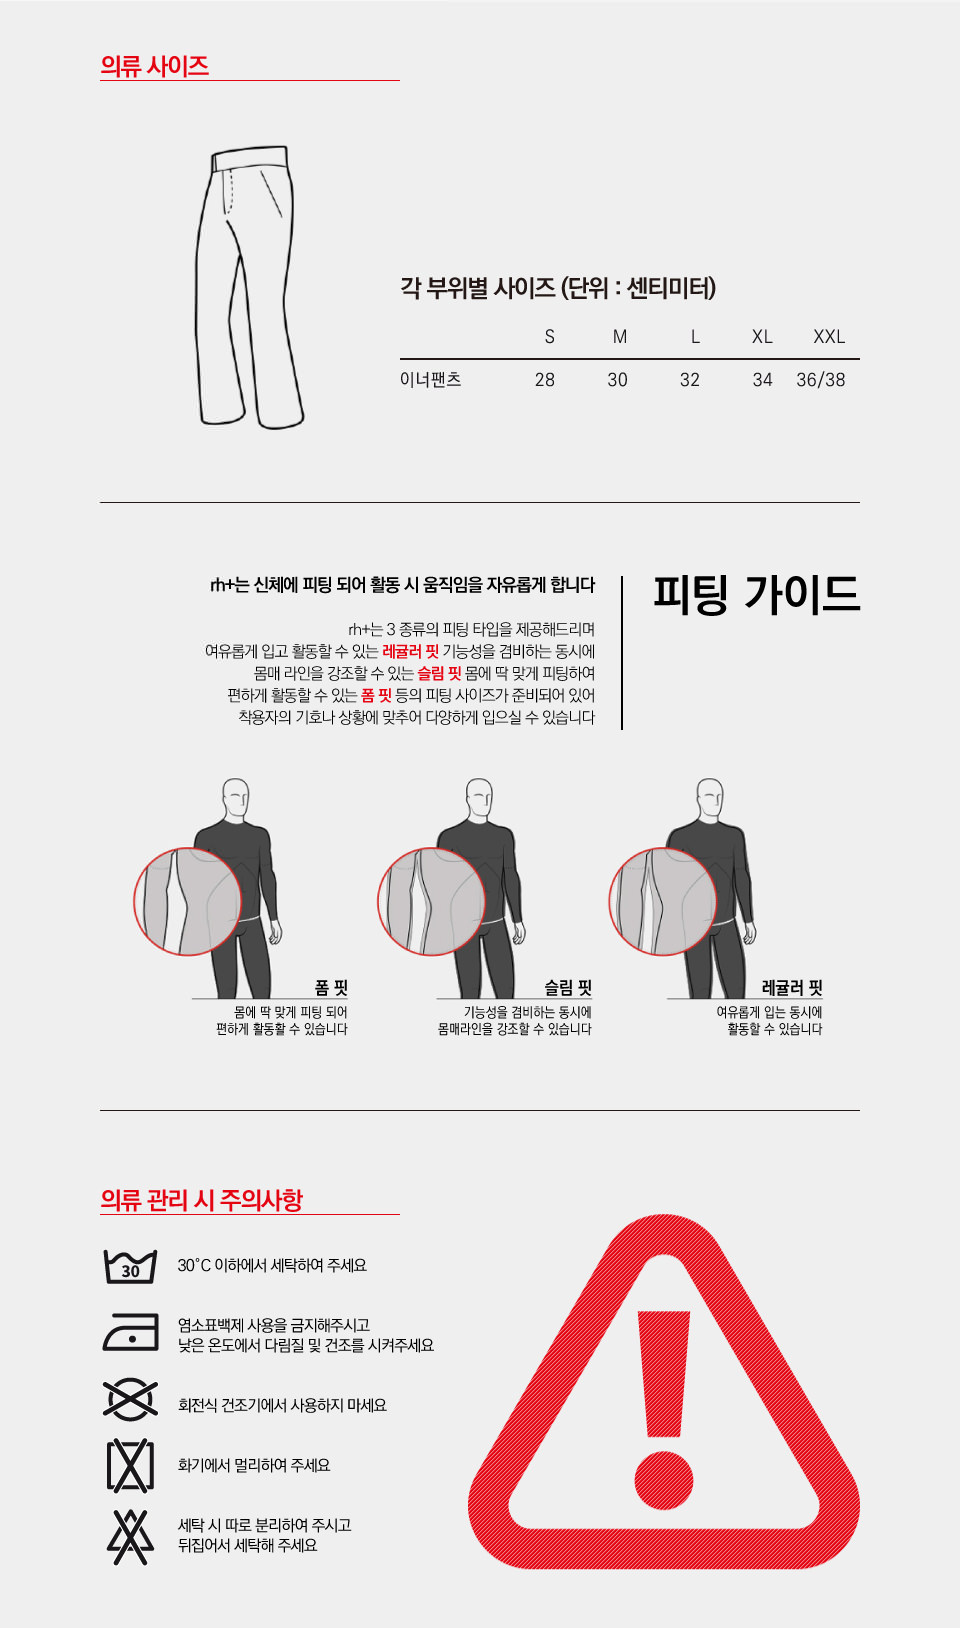 의류 사이즈
각 부위별 사이즈 (단위 : 센티미터)
S M L XL XXL
이너팬츠 28 30 32 34 36/38
피팅 가이드
rh+는 신체에 피팅 되어 활동 시 움직임을 자유롭게 합니다
rh+는 3 종류의 피팅 타입을 제공해드리며
여유롭게 입고 활동할 수 있는 레귤러 핏 기능성을 겸비하는 동시에
몸매 라인을 강조할 수 있는 슬림 핏 몸에 딱 맞게 피팅하여
편하게 활동할 수 있는 폼 핏 등의 피팅 사이즈가 준비되어 있어
착용자의 기호나 상황에 맞추어 다양하게 입으실 수 있습니다
폼 핏
몸에 딱 맞게 피팅 되어
편하게 활동할 수 있습니다
슬림 핏
기능성을 겸비하는 동시에
몸매라인을 강조할 수 있습니다
레귤러 핏
여유롭게 입는 동시에
활동할 수 있습니다
의류 관리 시 주의사항
30
30°C 이하에서 세탁하여 주세요
염소표백제 사용을 금지해주시고
낮은 온도에서 다림질 및 건조를 시켜주세요
회전식 건조기에서 사용하지 마세요
화기에서 멀리하여 주세요
세탁 시 따로 분리하여 주시고
뒤집어서 세탁해 주세요
!